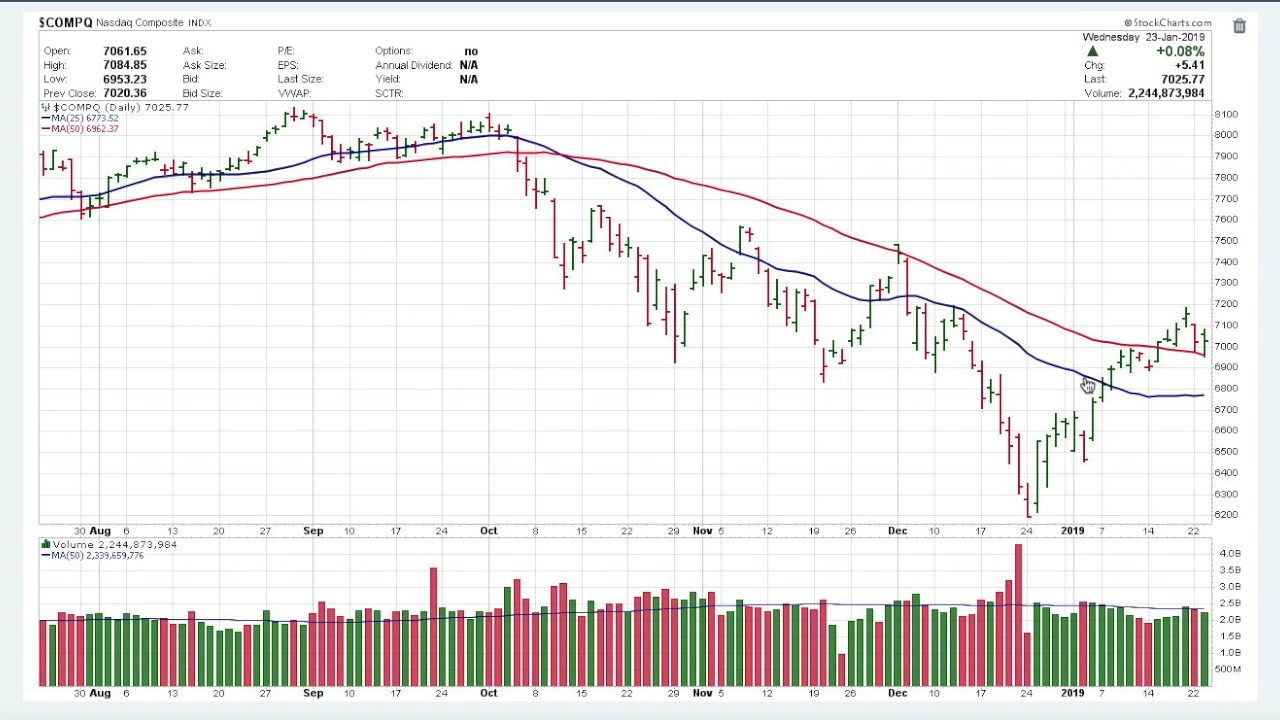 $COMPQ Nasdaq Composite INDX
© StockCharts.com
Wednesday 23-Jan-2019
Open: 7061.65 Ask: P/E: Options: no
▲ +0.08%
High: 7084.85 Ask Size: EPS: Annual Dividend: N/A
Chg: +5.41
Low: 6953.23 Bid: Last Size: Yield: N/A
Last: 7025.77
Prev Close: 7020.36 Bid Size: VWAP: SCTR:
Volume: 2,244,873,984
$COMPQ (Daily) 7025.77
MA(25) 6773.52
MA(50) 6962.37
8100
8000
7900
7800
7700
7600
7500
7400
7300
7200
7100
7000
6900
6800
6700
6600
6500
6400
6300
6200
30 Aug 6 13 20 27 Sep 10 17 24 Oct 8 15 22 29 Nov 5 12 19 26 Dec 10 17 24 2019 7 14 22
Volume 2,244,873,984
MA(50) 2,339,659,776
4.0B
3.5B
3.0B
2.5B
2.0B
1.5B
1.0B
500M
30 Aug 6 13 20 27 Sep 10 17 24 Oct 8 15 22 29 Nov 5 12 19 26 Dec 10 17 24 2019 7 14 22